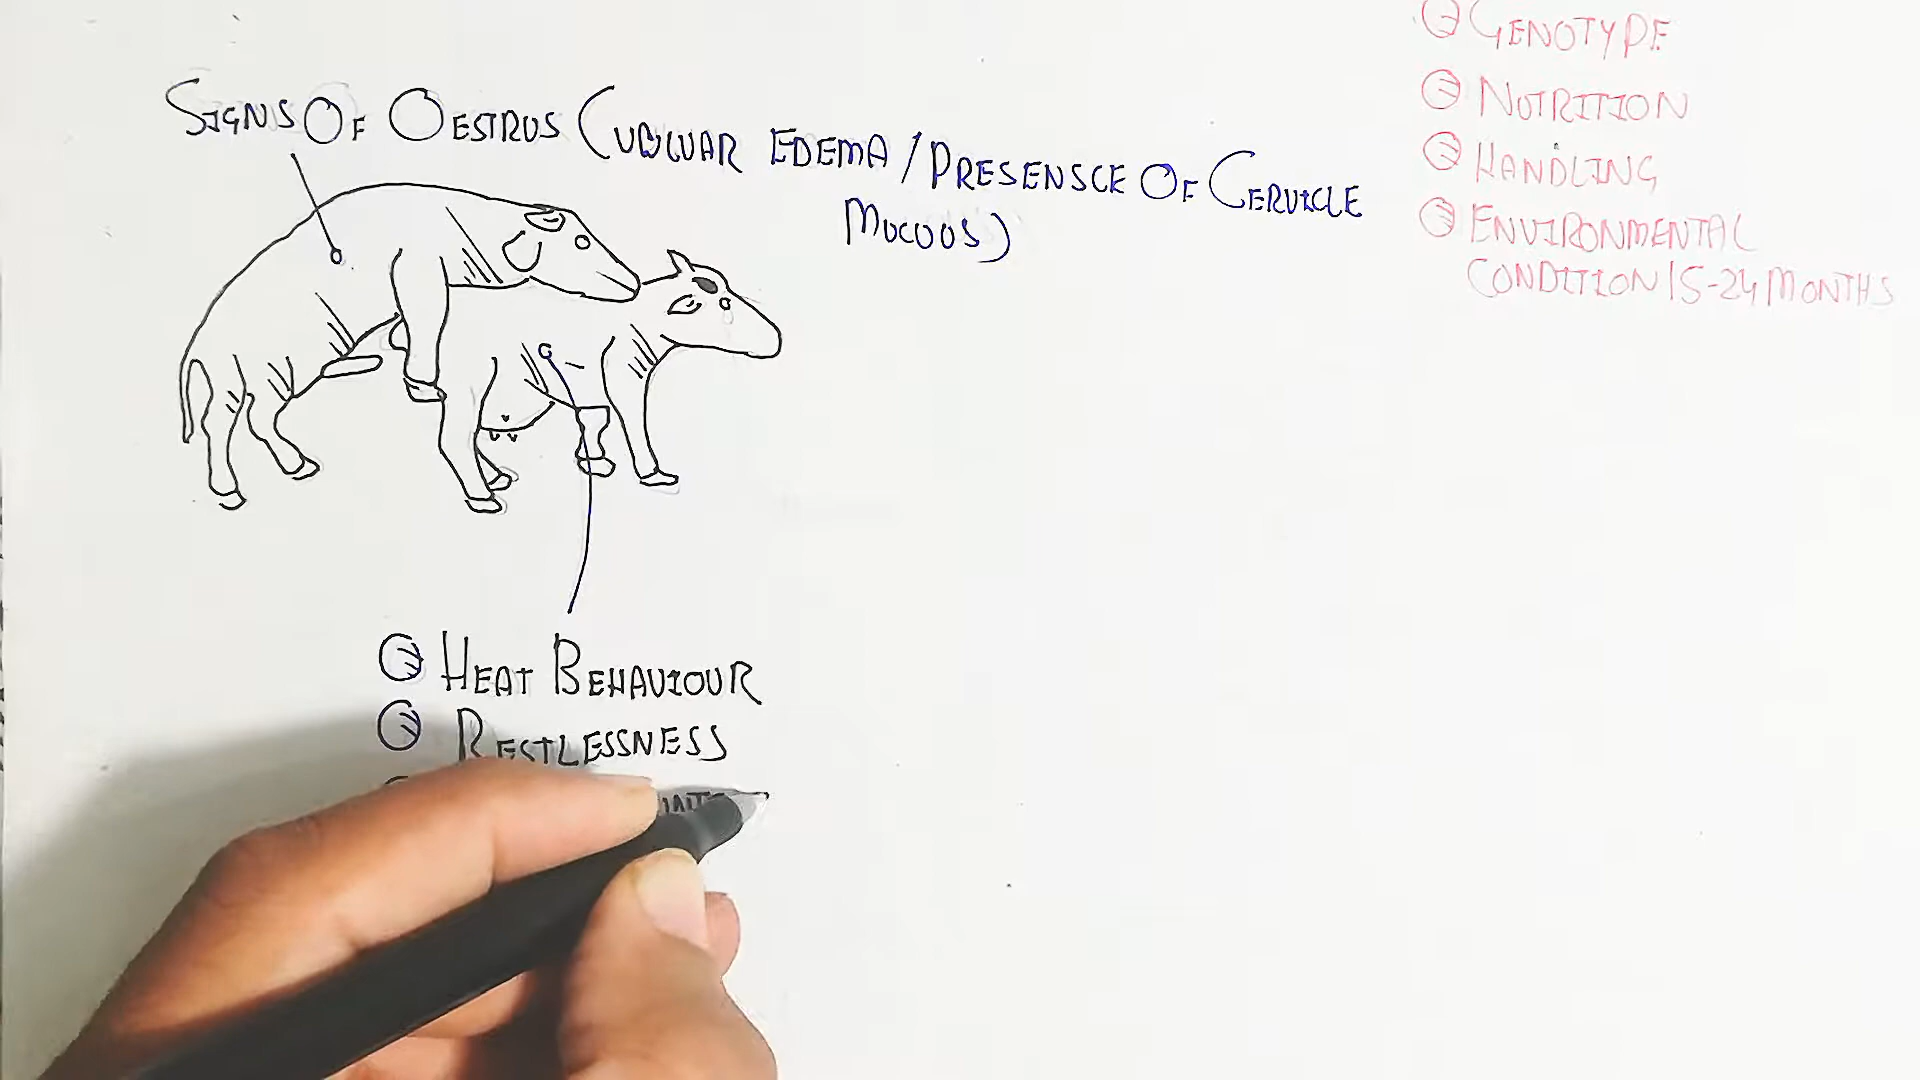 SIGNS OF OESTRUS (VULVUAR EDEMA / PRESENSCE OF CERVICLE
MUCOUS)
GENOTYPE
NUTRITION
HANDLING
ENVIRONMENTAL
CONDITION 15-24 MONTHS
HEAT BEHAVIOUR
RESTLESSNESS